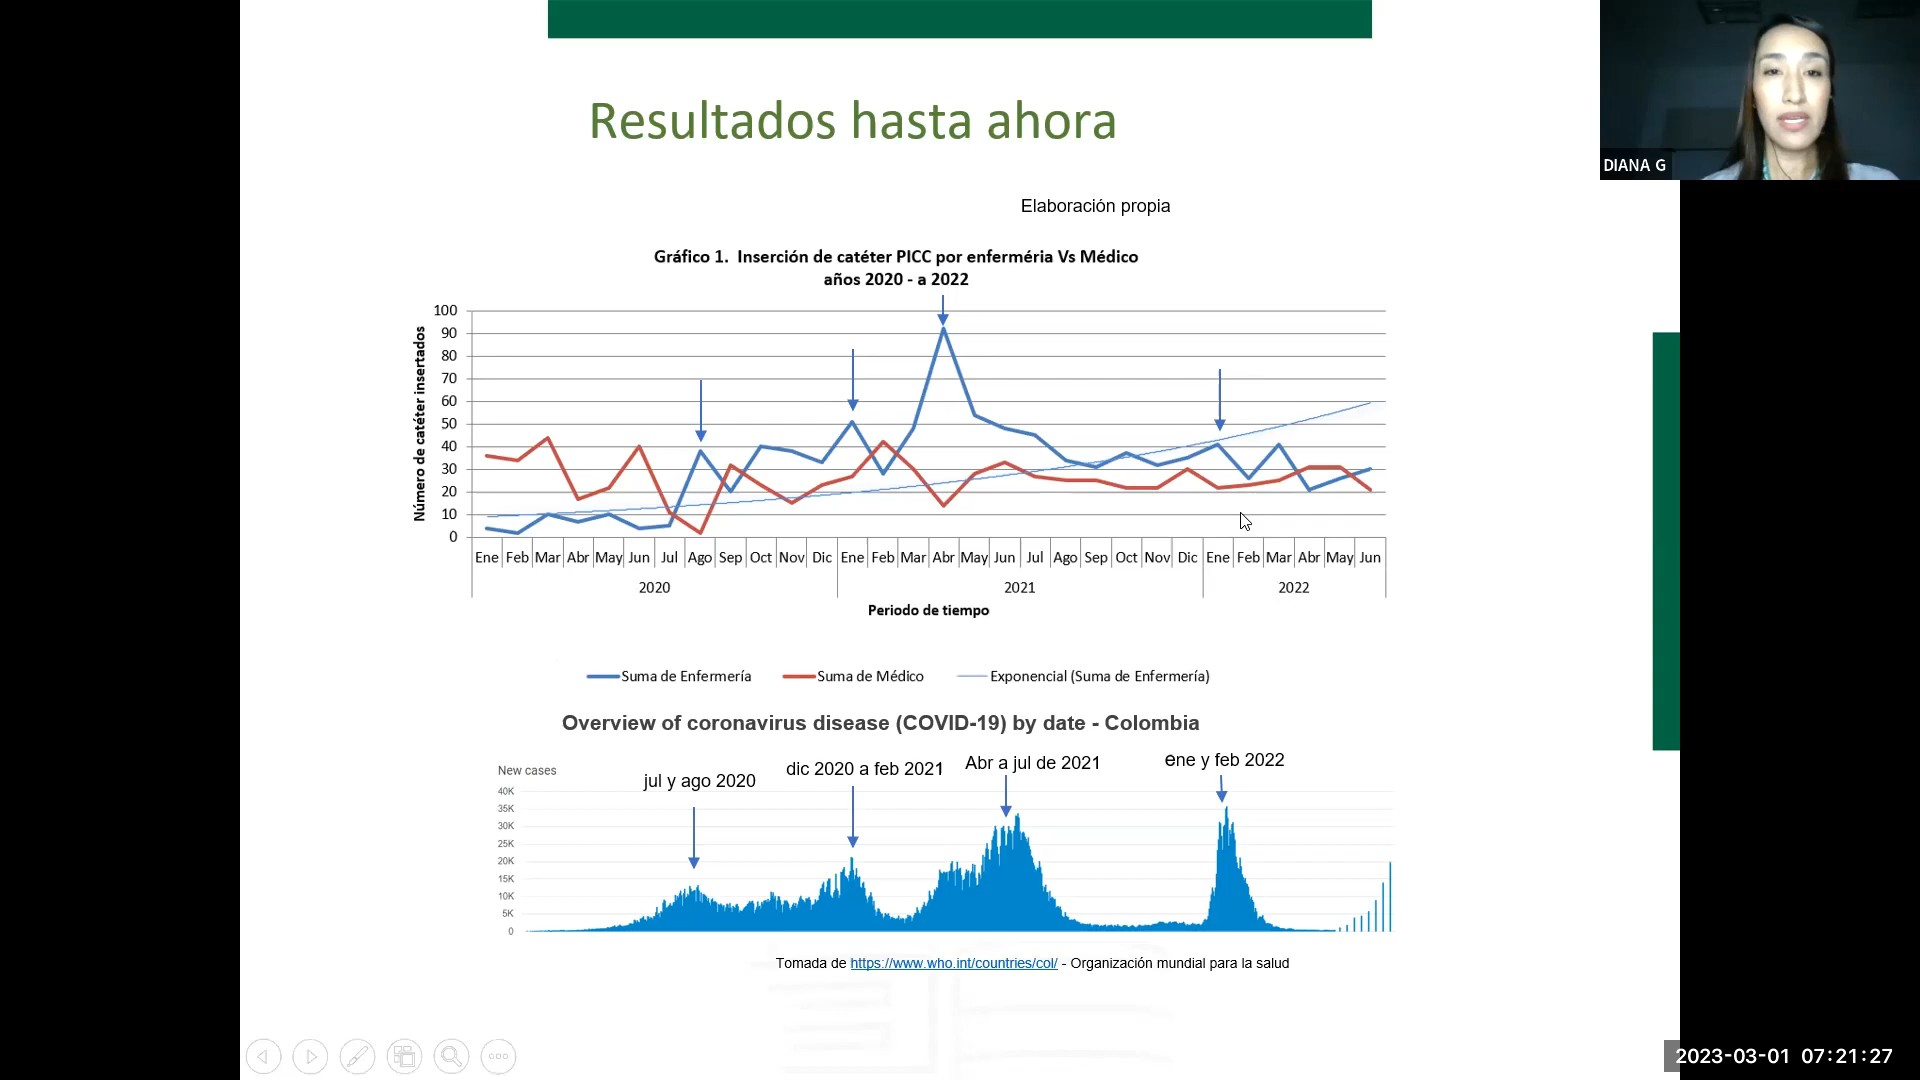 Resultados hasta ahora
DIANA G
Elaboración propia
Gráfico 1.  Inserción de catéter PICC por enferméria Vs Médico
años 2020 - a 2022
Número de catéter insertados
100
90
80
70
60
50
40
30
20
10
0
Ene Feb Mar Abr May Jun Jul Ago Sep Oct Nov Dic Ene Feb Mar Abr May Jun Jul Ago Sep Oct Nov Dic Ene Feb Mar Abr May Jun
2020 2021 2022
Periodo de tiempo
Suma de Enfermería Suma de Médico Exponencial (Suma de Enfermería)
Overview of coronavirus disease (COVID-19) by date - Colombia
New cases
jul y ago 2020 dic 2020 a feb 2021 Abr a jul de 2021 ene y feb 2022
40K
35K
30K
25K
20K
15K
10K
5K
0
Tomada de https://www.who.int/countries/col/ - Organización mundial para la salud
2023-03-01 07:21:27